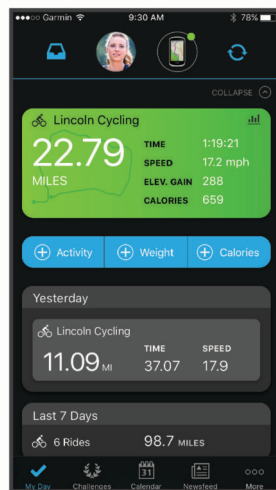 Garmin 9:30 AM 78%
COLLAPSE
Lincoln Cycling
22.79
MILES
TIME 1:19:21
SPEED 17.2 mph
ELEV. GAIN 288
CALORIES 659
Activity Weight Calories
Yesterday
Lincoln Cycling
11.09 MI
TIME SPEED
37.07 17.9
Last 7 Days
6 Rides 98.7 MILES
31
My Day Challenges Calendar Newsfeed More